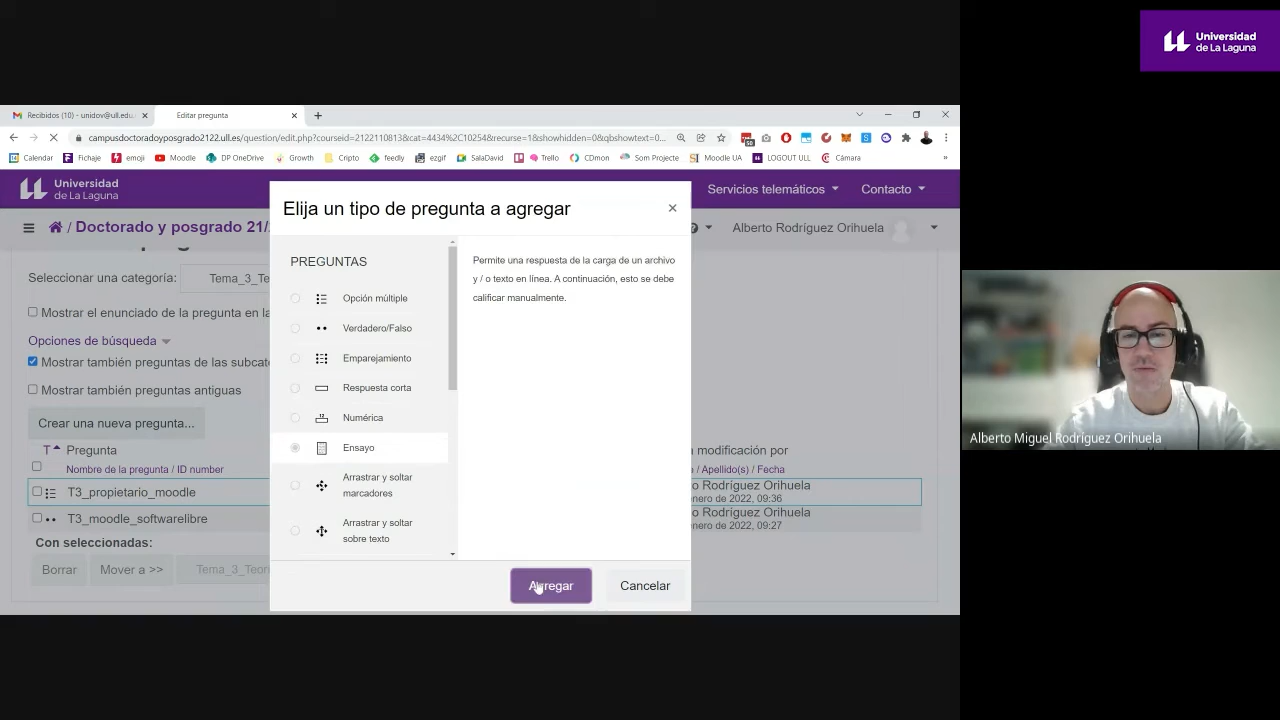 Universidad
de La Laguna
Recibidos (10) - unidov@ull.edu.
Editar pregunta
campusdoctoradoyposgrado2122.ull.es/question/edit.php?courseid=2122110813&cat=4434%2C10254&recurse=1&showhidden=0&qbshowtext=0...
Calendar
Fichaje
emoji
Moodle
DP OneDrive
Growth
Cripto
feedly
ezgif
SalaDavid
Trello
CDmon
Som Projecte
Moodle UA
LOGOUT ULL
Cámara
Universidad
de La Laguna
Servicios telemáticos
Contacto
/ Doctorado y posgrado 21/
Alberto Rodríguez Orihuela
Elija un tipo de pregunta a agregar
PREGUNTAS
Opción múltiple
Verdadero/Falso
Emparejamiento
Respuesta corta
Numérica
Ensayo
Arrastrar y soltar
marcadores
Arrastrar y soltar
sobre texto
Permite una respuesta de la carga de un archivo
y / o texto en línea. A continuación, esto se debe
calificar manualmente.
Agregar
Cancelar
Seleccionar una categoría:
Tema_3_Te
Mostrar el enunciado de la pregunta en la
Opciones de búsqueda
Mostrar también preguntas de las subcate
Mostrar también preguntas antiguas
Crear una nueva pregunta...
T Pregunta
Nombre de la pregunta / ID number
a modificación por
/ Apellido(s) / Fecha
T3_propietario_moodle
o Rodríguez Orihuela
enero de 2022, 09:36
T3_moodle_softwarelibre
o Rodríguez Orihuela
enero de 2022, 09:27
Con seleccionadas:
Borrar
Mover a >>
Tema_3_Teor
Alberto Miguel Rodríguez Orihuela